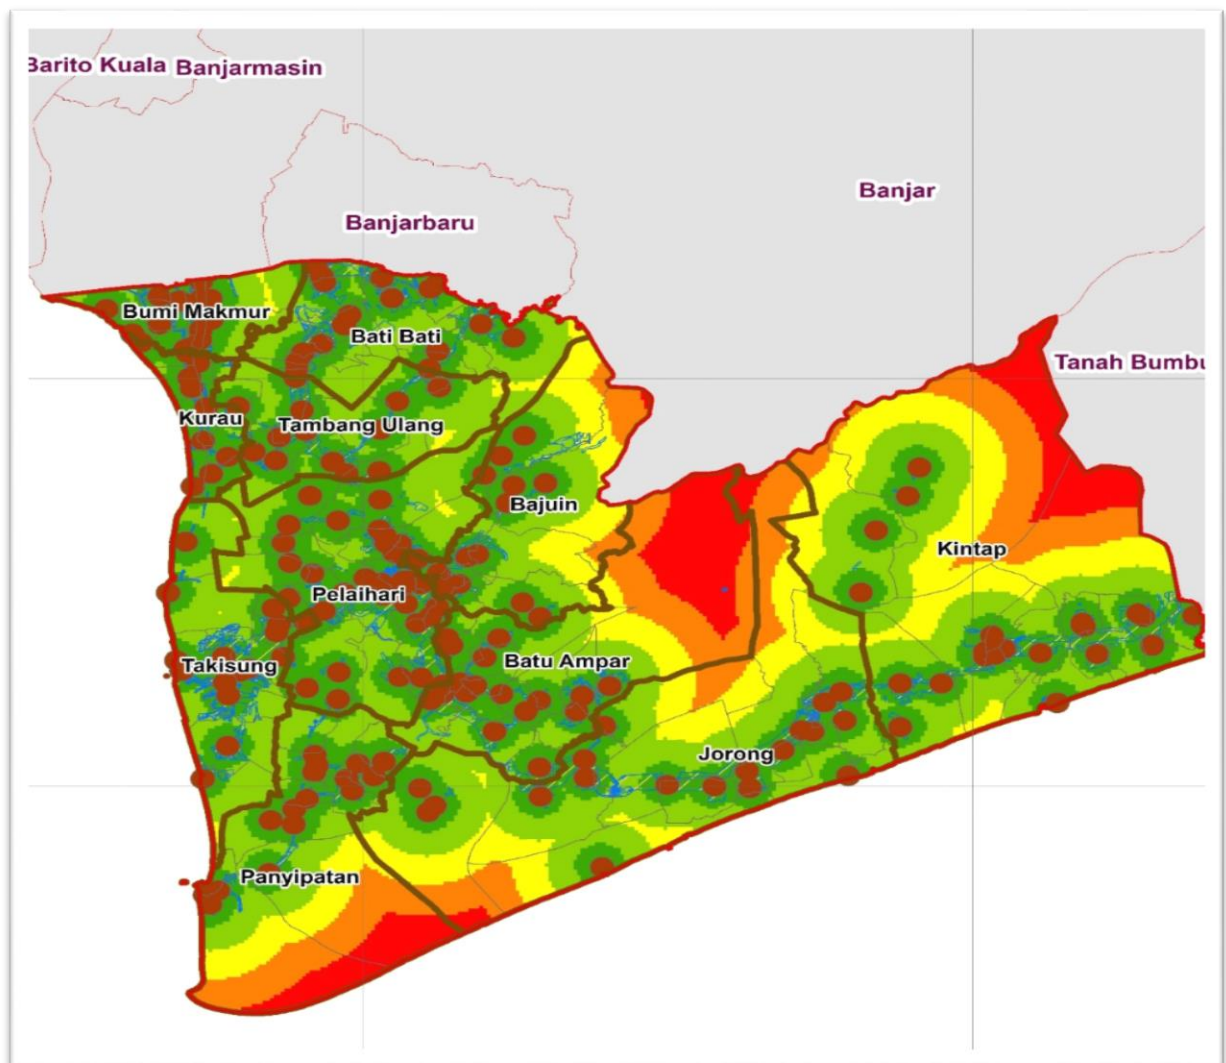 Barito Kuala Banjarmasin
Banjar
Banjarbaru
Bumi Makmur
Bati Bati
Tanah Bumbu
Kurau
Tambang Ulang
Bajuin
Kintap
Pelaihari
Takisung
Batu Ampar
Jorong
Panyipatan